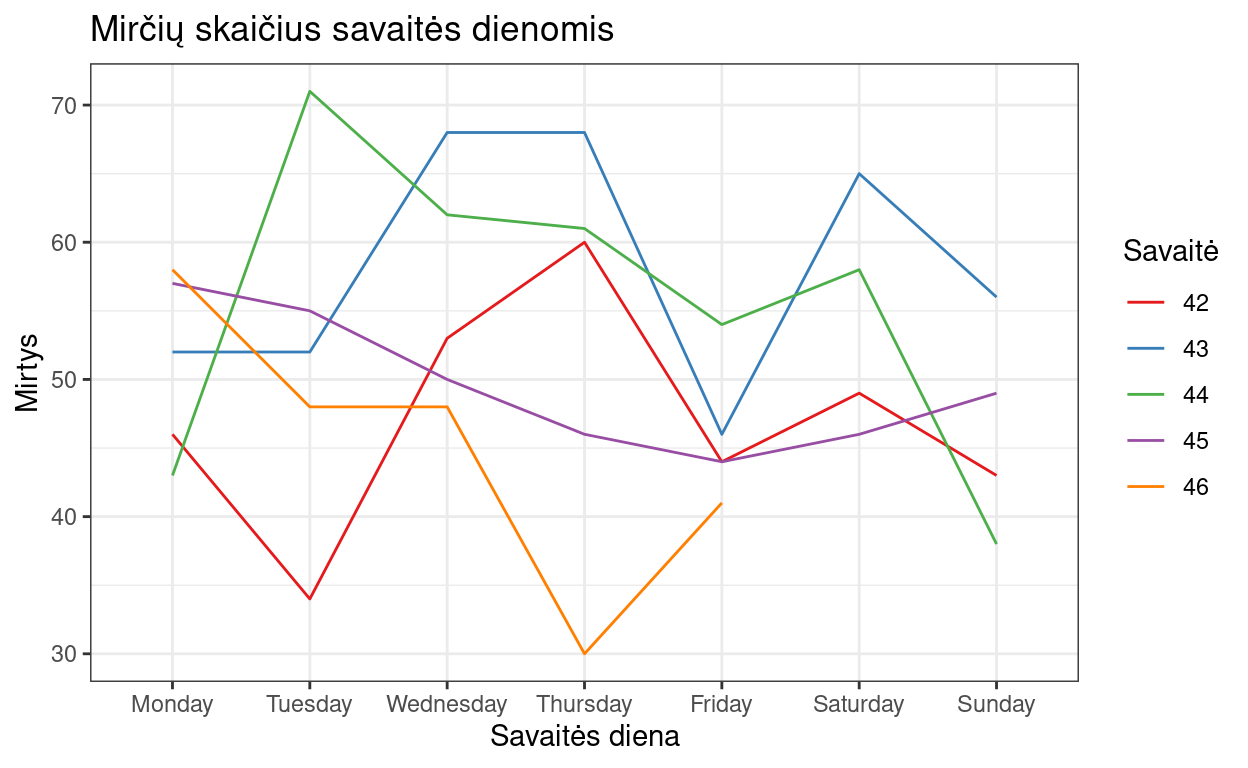 Mirčių skaičius savaitės dienomis
70
60
50
40
30
Mirtys
Monday Tuesday Wednesday Thursday Friday Saturday Sunday
Savaitės diena
Savaitė
42
43
44
45
46